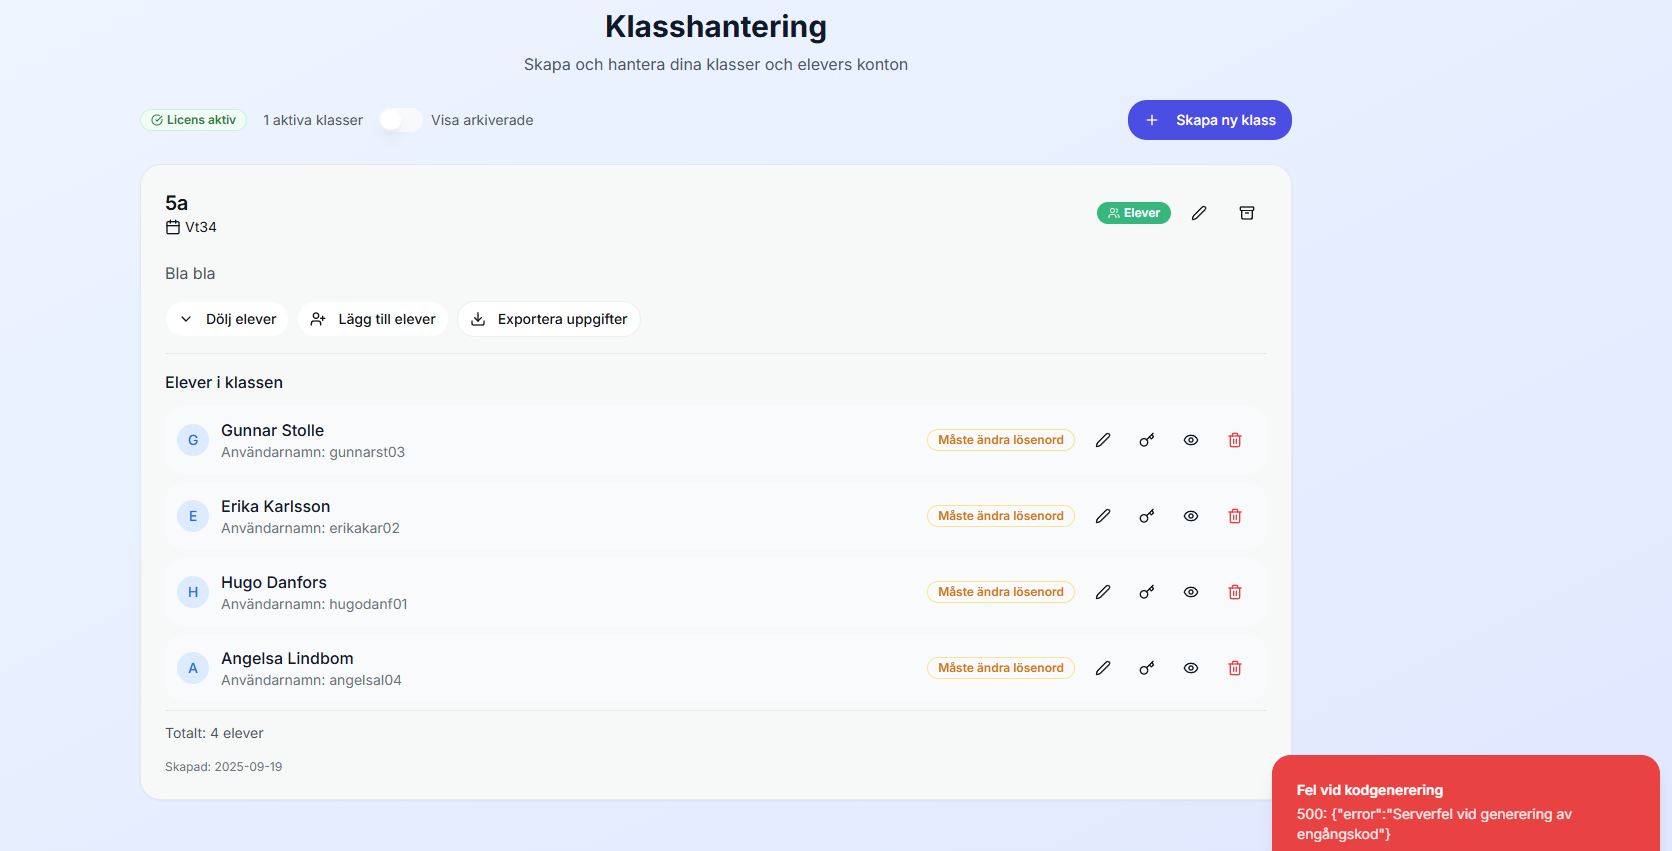 Klasshantering
Skapa och hantera dina klasser och elevers konton
Licens aktiv 1 aktiva klasser Visa arkiverade Skapa ny klass
5a
Elever
Vt34
Bla bla
Dölj elever Lägg till elever Exportera uppgifter
Elever i klassen
G Gunnar Stolle
Användarnamn: gunnarst03
Måste ändra lösenord
E Erika Karlsson
Användarnamn: erikakar02
Måste ändra lösenord
H Hugo Danfors
Användarnamn: hugodanf01
Måste ändra lösenord
A Angelsa Lindbom
Användarnamn: angelsal04
Måste ändra lösenord
Totalt: 4 elever
Skapad: 2025-09-19
Fel vid kodgenerering
500: {"error":"Serverfel vid generering av
engångskod"}